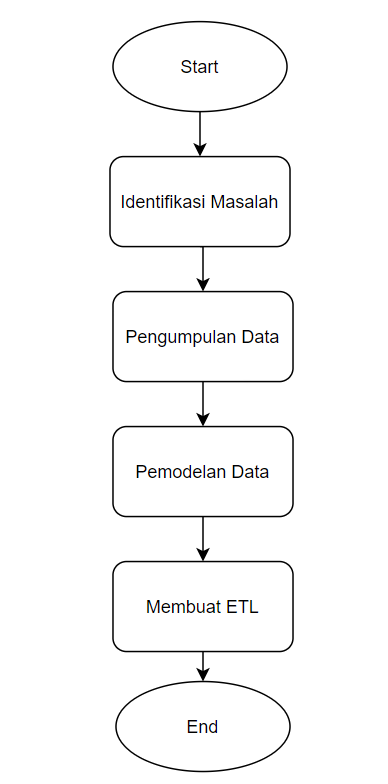 Start
Identifikasi Masalah
Pengumpulan Data
Pemodelan Data
Membuat ETL
End